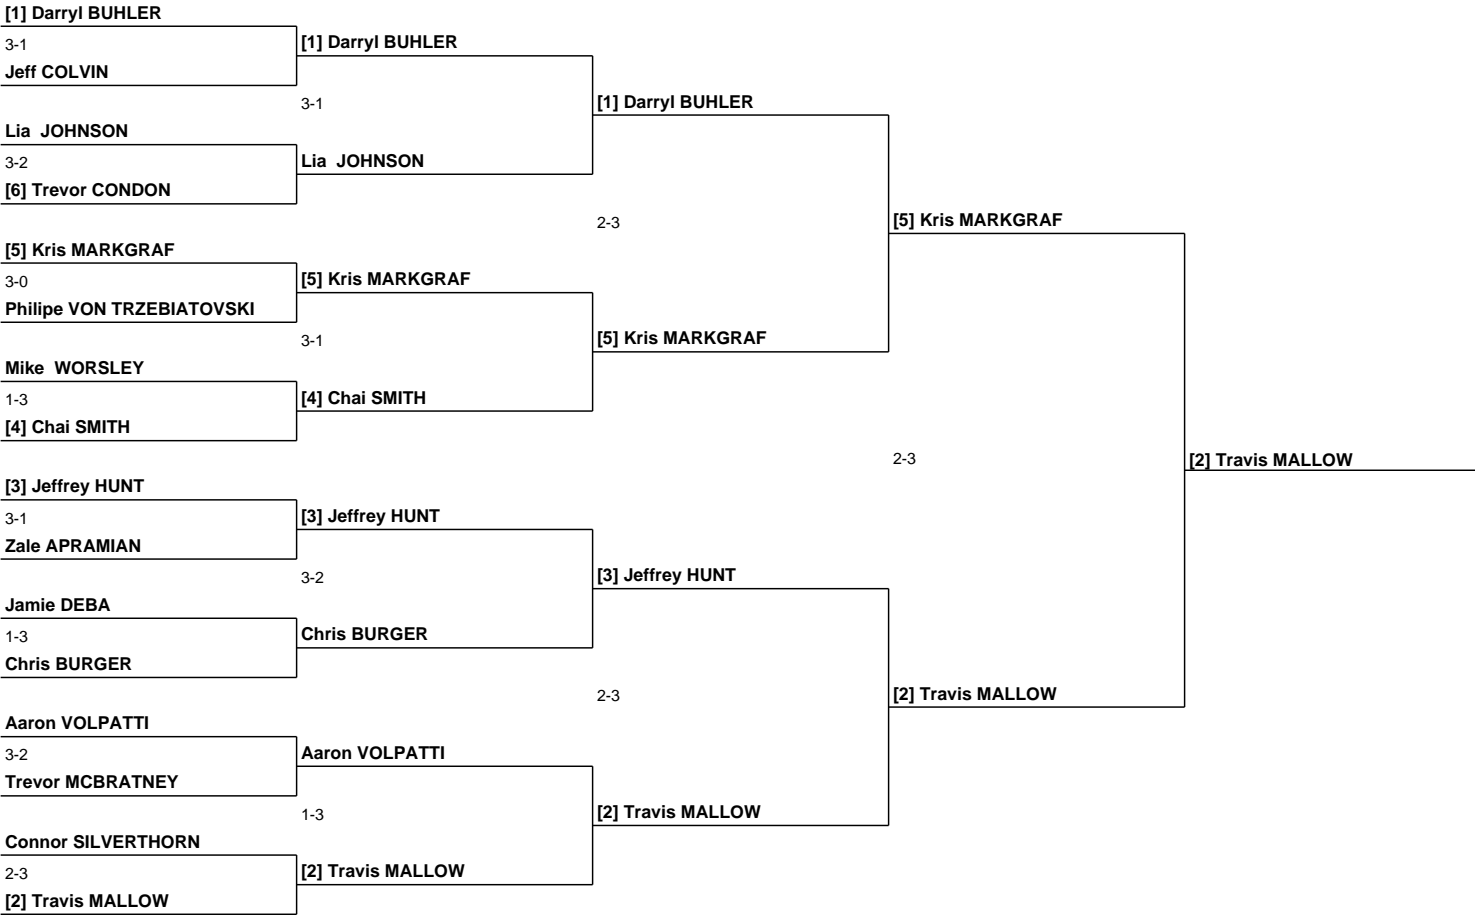 [1] Darryl BUHLER
3-1
Jeff COLVIN
Lia  JOHNSON
3-2
[6] Trevor CONDON
[5] Kris MARKGRAF
3-0
Philipe VON TRZEBIATOVSKI
Mike  WORSLEY
1-3
[4] Chai SMITH
[3] Jeffrey HUNT
3-1
Zale APRAMIAN
Jamie DEBA
1-3
Chris BURGER
Aaron VOLPATTI
3-2
Trevor MCBRATNEY
Connor SILVERTHORN
2-3
[2] Travis MALLOW
[1] Darryl BUHLER
3-1
Lia  JOHNSON
[5] Kris MARKGRAF
3-1
[4] Chai SMITH
[3] Jeffrey HUNT
3-2
Chris BURGER
Aaron VOLPATTI
1-3
[2] Travis MALLOW
[1] Darryl BUHLER
2-3
[5] Kris MARKGRAF
[3] Jeffrey HUNT
2-3
[2] Travis MALLOW
[5] Kris MARKGRAF
2-3
[2] Travis MALLOW
[2] Travis MALLOW